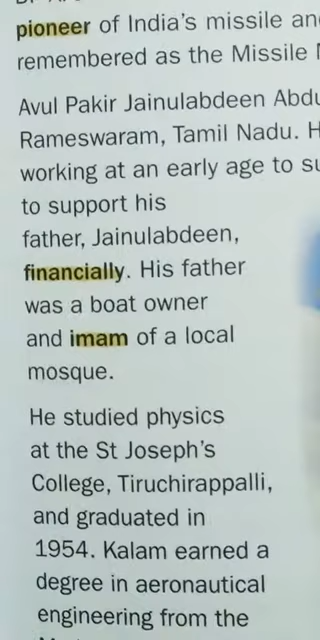 pioneer of India's missile an
remembered as the Missile
Avul Pakir Jainulabdeen Abdu
Rameswaram, Tamil Nadu. H
working at an early age to su
to support his
father, Jainulabdeen,
financially. His father
was a boat owner
and imam of a local
mosque.
He studied physics
at the St Joseph's
College, Tiruchirappalli,
and graduated in
1954. Kalam earned a
degree in aeronautical
engineering from the